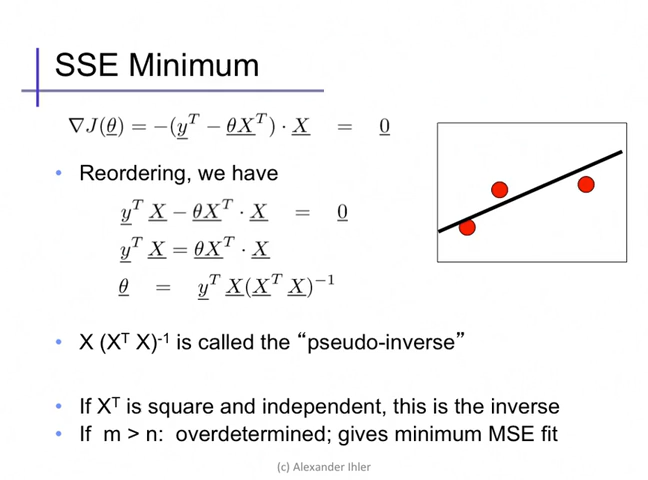 SSE Minimum
∇J(θ) = −(y^T − θX^T) · X = 0
• Reordering, we have
y^T X − θX^T · X = 0
y^T X = θX^T · X
θ = y^T X(X^T X)^−1
• X (X^T X)^-1 is called the “pseudo-inverse”
• If X^T is square and independent, this is the inverse
• If m > n: overdetermined; gives minimum MSE fit
(c) Alexander Ihler